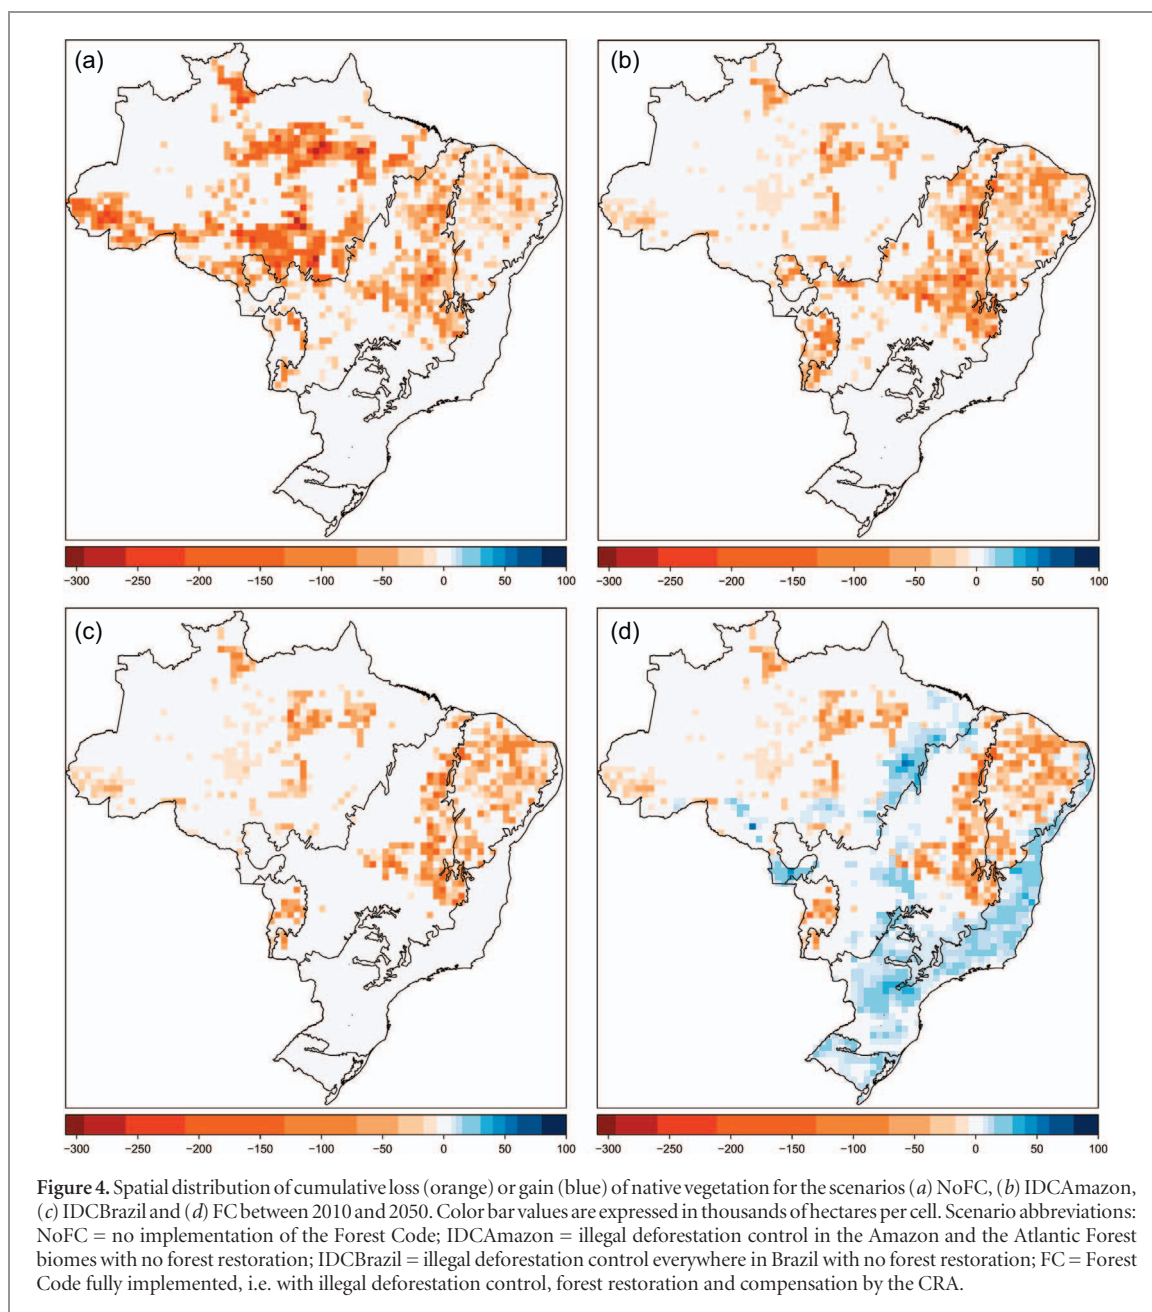 (a)
(b)
−300 −250 −200 −150 −100 −50 0 50 100
−300 −250 −200 −150 −100 −50 0 50 100
(c)
(d)
−300 −250 −200 −150 −100 −50 0 50 100
−300 −250 −200 −150 −100 −50 0 50 100
Figure 4. Spatial distribution of cumulative loss (orange) or gain (blue) of native vegetation for the scenarios (a) NoFC, (b) IDCAmazon,
(c) IDCBrazil and (d) FC between 2010 and 2050. Color bar values are expressed in thousands of hectares per cell. Scenario abbreviations:
NoFC = no implementation of the Forest Code; IDCAmazon = illegal deforestation control in the Amazon and the Atlantic Forest
biomes with no forest restoration; IDCBrazil = illegal deforestation control everywhere in Brazil with no forest restoration; FC = Forest
Code fully implemented, i.e. with illegal deforestation control, forest restoration and compensation by the CRA.